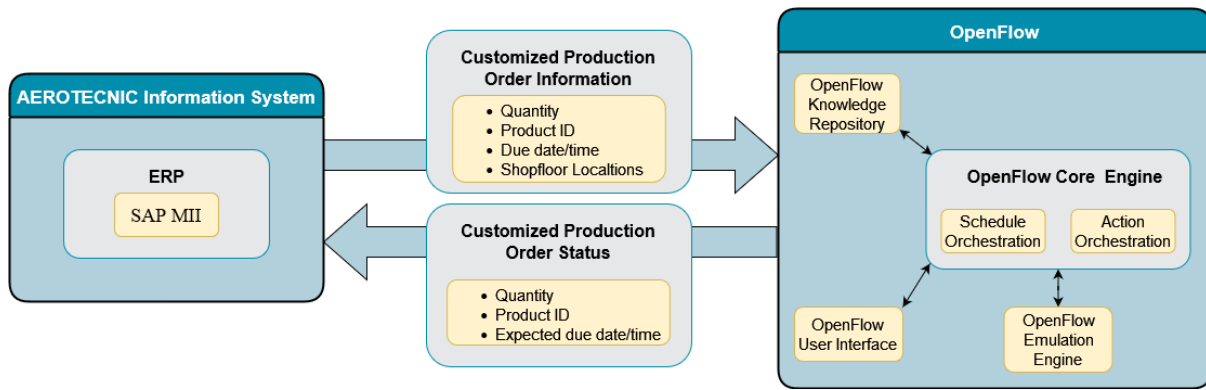 AEROTECNIC Information System
ERP
SAP MII
Customized Production
Order Information
• Quantity
• Product ID
• Due date/time
• Shopfloor Localtions
Customized Production
Order Status
• Quantity
• Product ID
• Expected due date/time
OpenFlow
OpenFlow
Knowledge
Repository
OpenFlow Core Engine
Schedule
Orchestration
Action
Orchestration
OpenFlow
User Interface
OpenFlow
Emulation
Engine